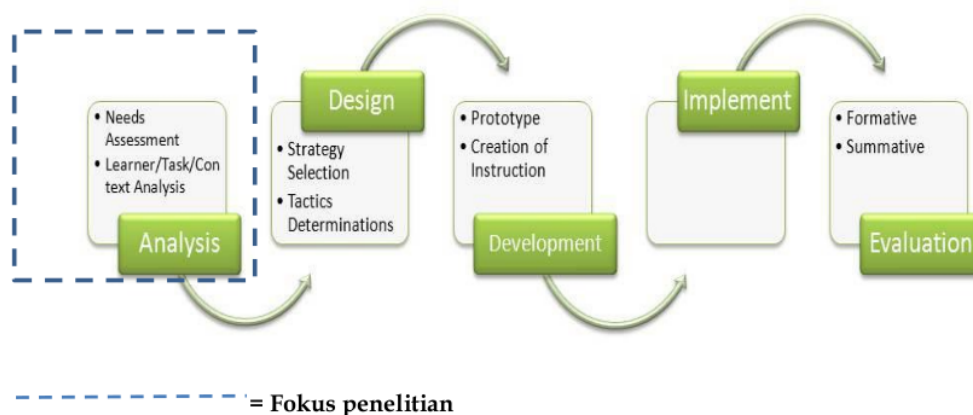 • Needs
Assessment
• Learner/Task/Con
text Analysis
Analysis
Design
• Strategy
Selection
• Tactics
Determinations
• Prototype
• Creation of
Instruction
Development
Implement
• Formative
• Summative
Evaluation
= Fokus penelitian